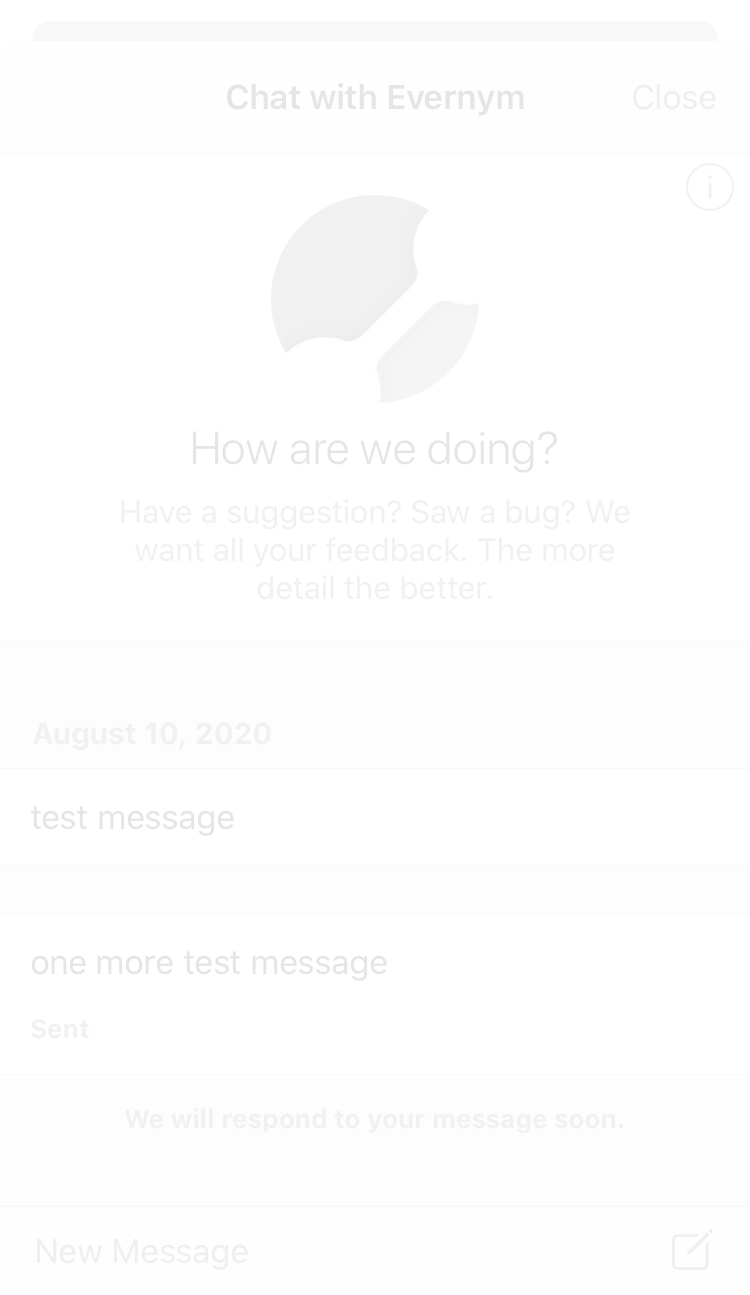 Chat with Evernym
Close
i
How are we doing?
Have a suggestion? Saw a bug? We
want all your feedback. The more
detail the better.
August 10, 2020
test message
one more test message
Sent
We will respond to your message soon.
New Message